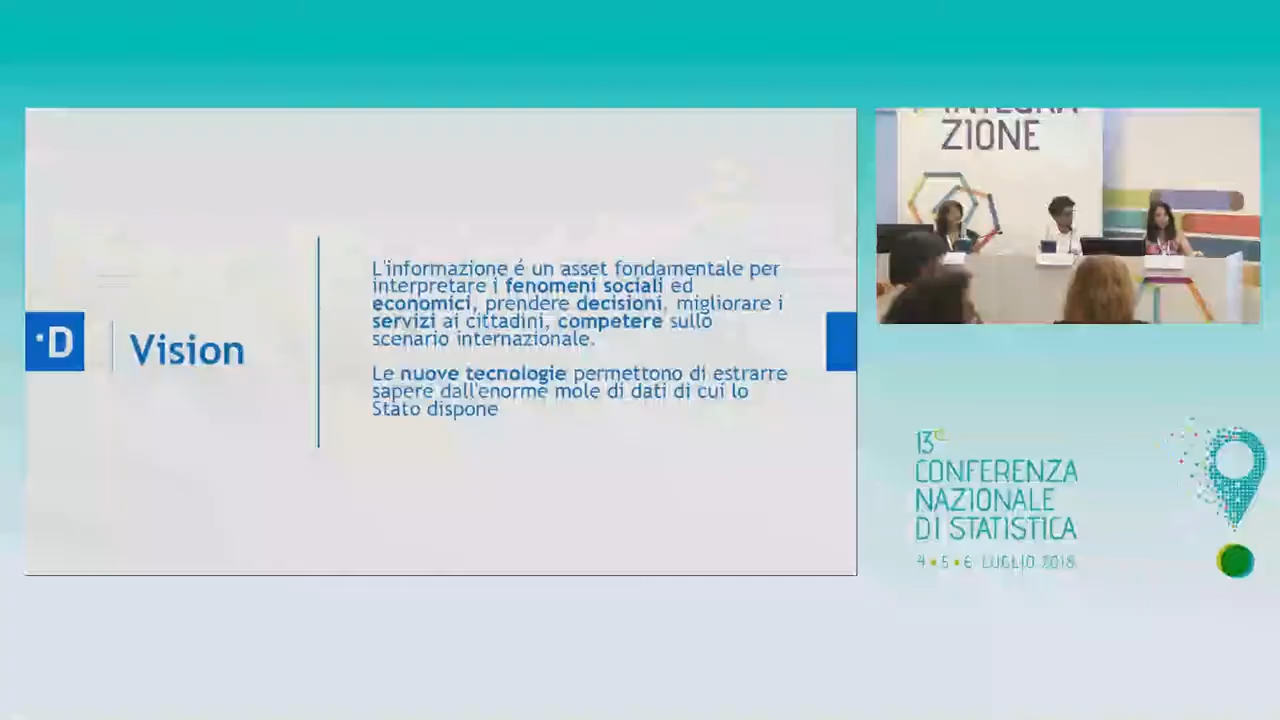 ·D
Vision
L'informazione é un asset fondamentale per
interpretare i fenomeni sociali ed
economici, prendere decisioni, migliorare i
servizi ai cittadini, competere sullo
scenario internazionale.
Le nuove tecnologie permettono di estrarre
sapere dall'enorme mole di dati di cui lo
Stato dispone
INTEGRA
ZIONE
13ª
CONFERENZA
NAZIONALE
DI STATISTICA
4 • 5 • 6 LUGLIO 2018